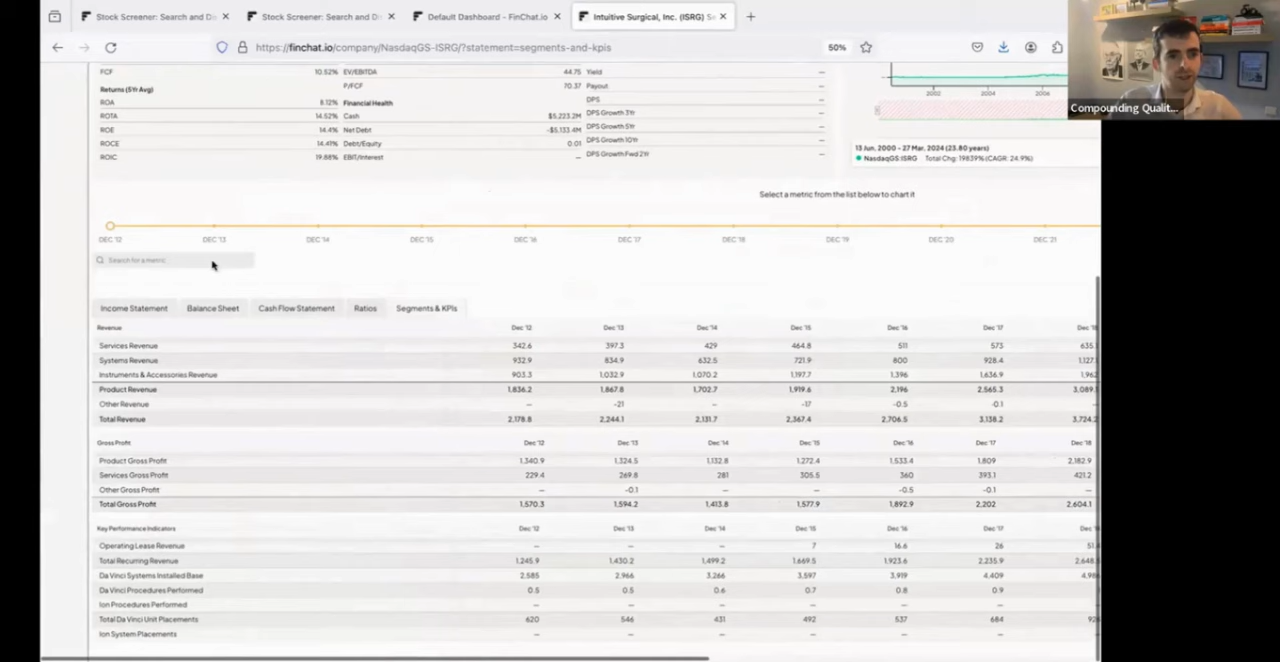 Stock Screener: Search and Di
Stock Screener: Search and Di
Default Dashboard - FinChat.io
Intuitive Surgical, Inc. (ISRG) Se
https://finchat.io/company/NasdaqGS-ISRG/?statement=segments-and-kpis
50%
Compounding Qualit...
FCF 10.52% EV/EBITDA 44.75 Yield —
P/FCF 70.37 Payout —
Returns (5Yr Avg) DPS —
ROA 8.12% Financial Health DPS Growth 3Yr —
ROTA 14.52% Cash $5,223.2M DPS Growth 5Yr —
ROE 14.4% Net Debt -$5,133.4M DPS Growth 10Yr —
ROCE 14.41% Debt/Equity 0.01 DPS Growth Fwd 2Yr —
ROIC 19.88% EBIT/Interest —
2002 2004 2006
13 Jun, 2000 - 27 Mar, 2024 (23.80 years)
NasdaqGS:ISRG Total Chg: 19839% (CAGR: 24.9%)
Select a metric from the list below to chart it
DEC '12 DEC '13 DEC '14 DEC '15 DEC '16 DEC '17 DEC '18 DEC '19 DEC '20 DEC '21
Search for a metric
Income Statement Balance Sheet Cash Flow Statement Ratios Segments & KPIs
Revenue Dec '12 Dec '13 Dec '14 Dec '15 Dec '16 Dec '17 Dec '18
Services Revenue 342.6 397.3 429 464.8 511 573 635.
Systems Revenue 932.9 834.9 632.5 721.9 800 928.4 1,127.
Instruments & Accessories Revenue 903.3 1,032.9 1,070.2 1,197.7 1,396 1,636.9 1,962
Product Revenue 1,836.2 1,867.8 1,702.7 1,919.6 2,196 2,565.3 3,089.
Other Revenue — -21 — -17 -0.5 -0.1 —
Total Revenue 2,178.8 2,244.1 2,131.7 2,367.4 2,706.5 3,138.2 3,724.
Gross Profit Dec '12 Dec '13 Dec '14 Dec '15 Dec '16 Dec '17 Dec '18
Product Gross Profit 1,340.9 1,324.5 1,132.8 1,272.4 1,533.4 1,809 2,182.9
Services Gross Profit 229.4 269.8 281 305.5 360 393.1 421.2
Other Gross Profit — -0.1 — — -0.5 -0.1 —
Total Gross Profit 1,570.3 1,594.2 1,413.8 1,577.9 1,892.9 2,202 2,604.1
Key Performance Indicators Dec '12 Dec '13 Dec '14 Dec '15 Dec '16 Dec '17 Dec
Operating Lease Revenue — — — 7 16.6 26 51.
Total Recurring Revenue 1,245.9 1,430.2 1,499.2 1,669.5 1,923.6 2,235.9 2,648.
Da Vinci Systems Installed Base 2,585 2,966 3,266 3,597 3,919 4,409 4,98
Da Vinci Procedures Performed 0.5 0.5 0.6 0.7 0.8 0.9
Ion Procedures Performed — — — — — —
Total Da Vinci Unit Placements 620 546 431 492 537 684 92
Ion System Placements — — — — — —